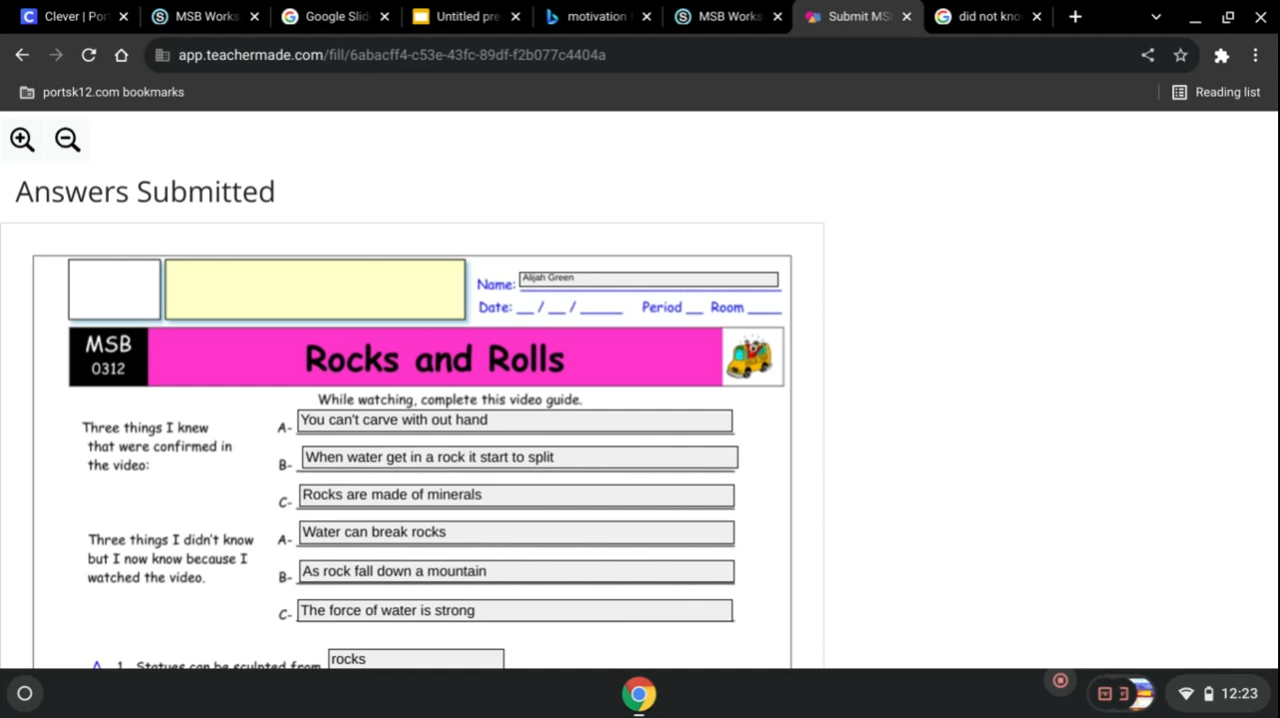 Clever | Por
MSB Works
Google Slid
Untitled pre
motivation
MSB Works
Submit MS
did not kno
app.teachermade.com/fill/6abacff4-c53e-43fc-89df-f2b077c4404a
portsk12.com bookmarks
Reading list
Answers Submitted
Name: Alijah Green
Date: __ / __ / _____ Period __ Room ____
MSB
0312
Rocks and Rolls
While watching, complete this video guide.
Three things I knew
that were confirmed in
the video:
A- You can't carve with out hand
B- When water get in a rock it start to split
C- Rocks are made of minerals
Three things I didn't know
but I now know because I
watched the video.
A- Water can break rocks
B- As rock fall down a mountain
C- The force of water is strong
A 1. Statues can be sculpted from rocks
12:23